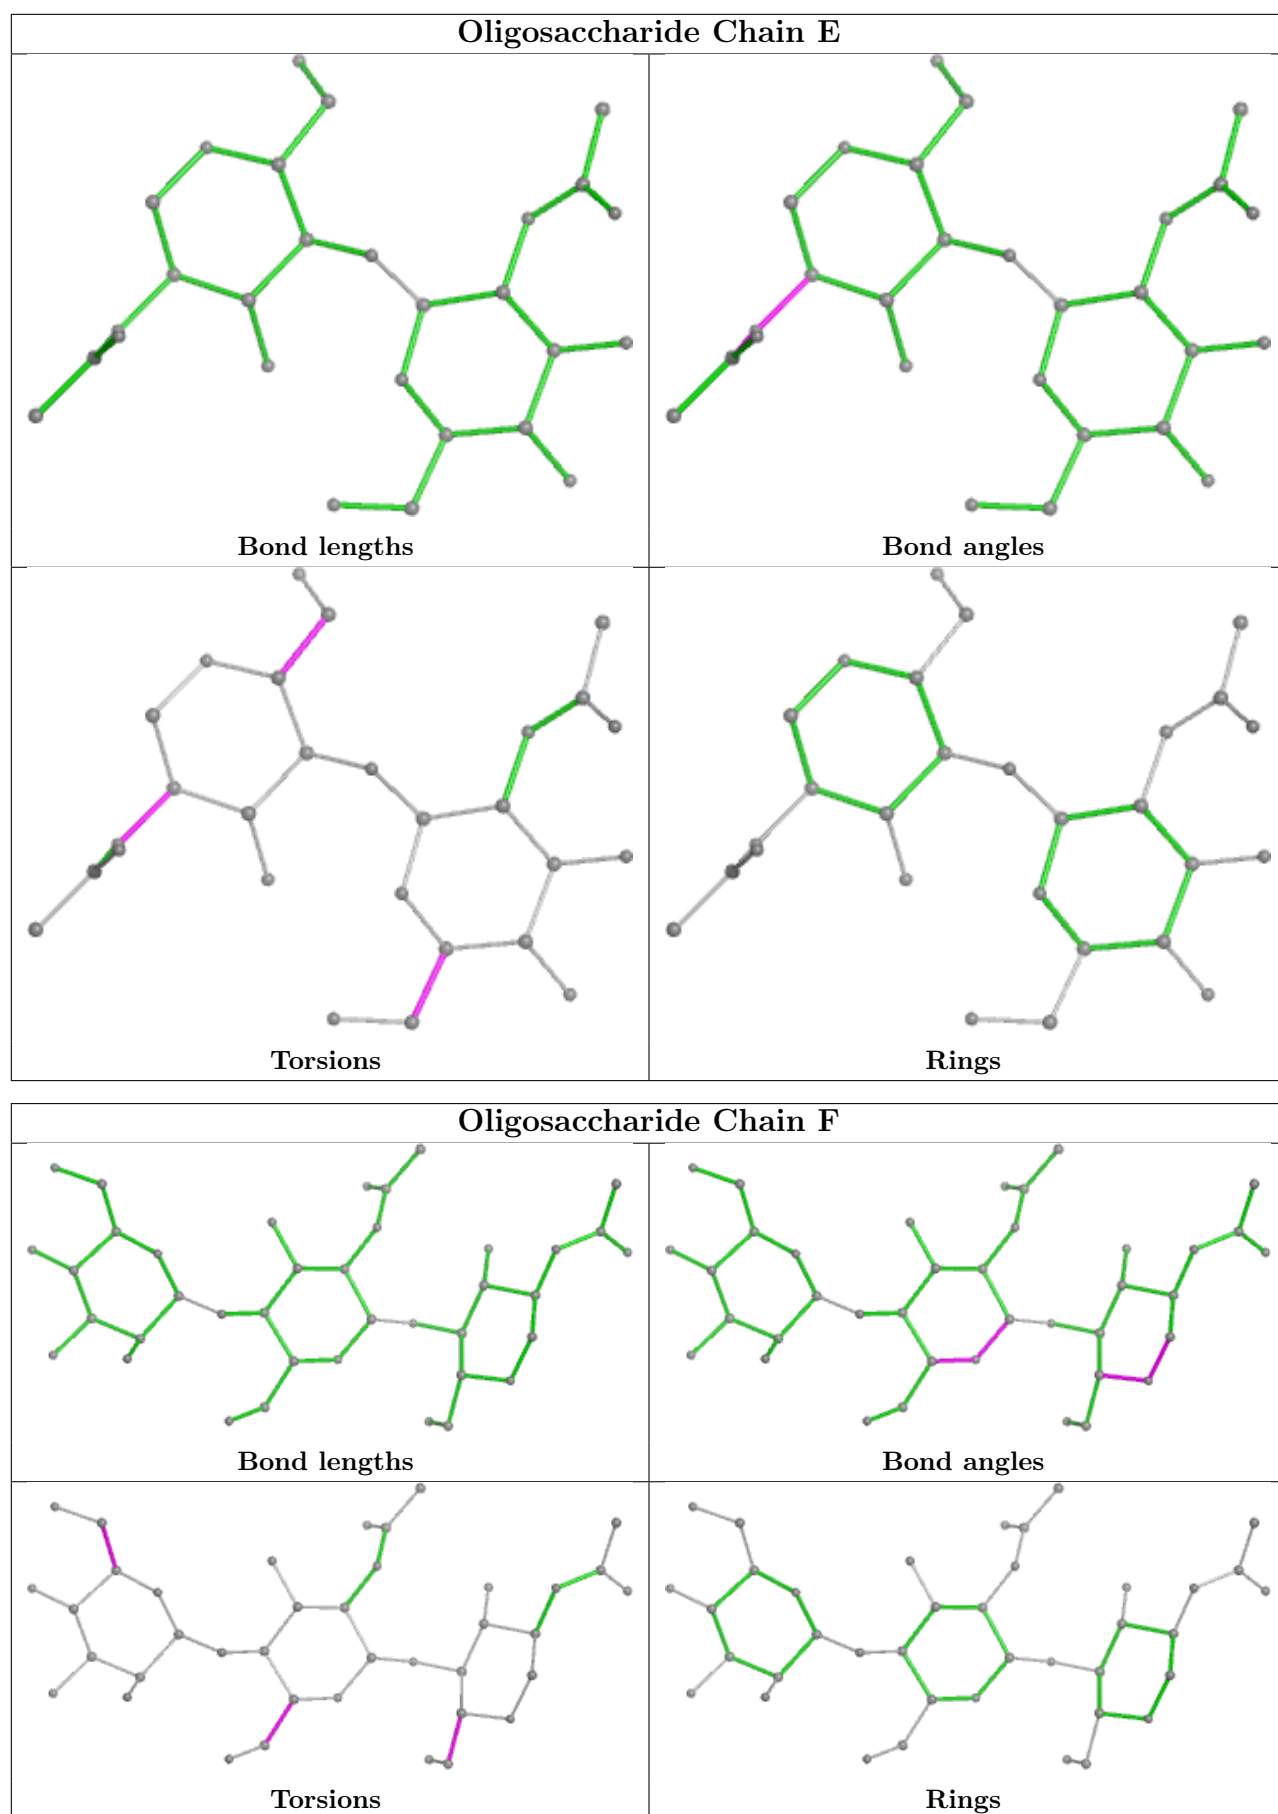 Oligosaccharide Chain E
Bond lengths
Bond angles
Torsions
Rings
Oligosaccharide Chain F
Bond lengths
Bond angles
Torsions
Rings